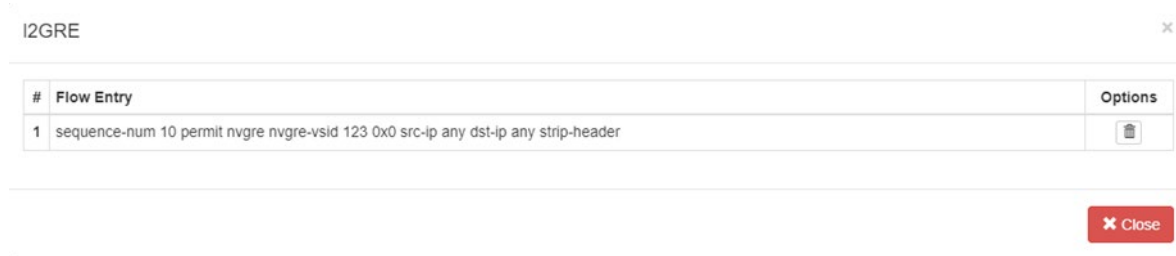 l2GRE ×
# Flow Entry Options
1 sequence-num 10 permit nvgre nvgre-vsid 123 0x0 src-ip any dst-ip any strip-header
✖ Close